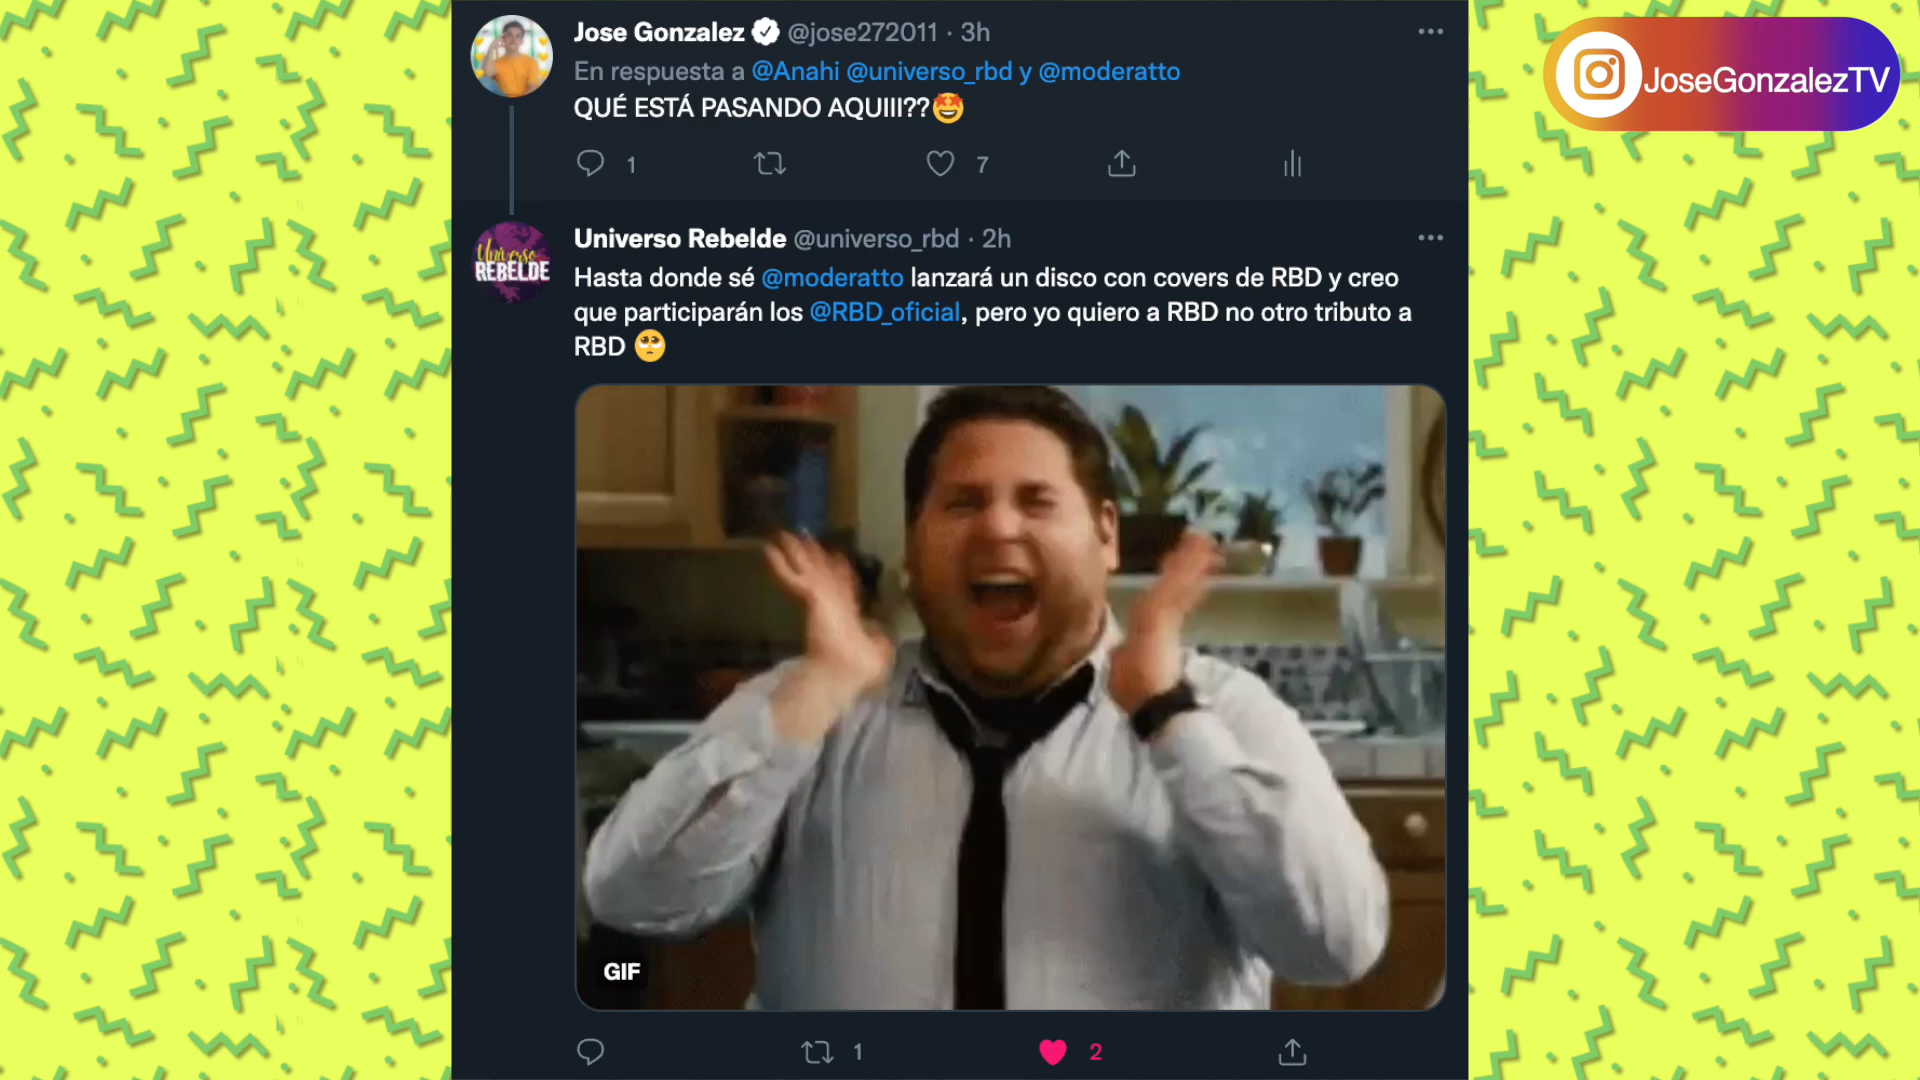 Jose Gonzalez @jose272011 · 3h
En respuesta a @Anahi @universo_rbd y @moderatto
QUÉ ESTÁ PASANDO AQUIII??🤩
1 7
Universo REBELDE
Universo Rebelde @universo_rbd · 2h
Hasta donde sé @moderatto lanzará un disco con covers de RBD y creo
que participarán los @RBD_oficial, pero yo quiero a RBD no otro tributo a
RBD 🥺
GIF
1 2
JoseGonzalezTV